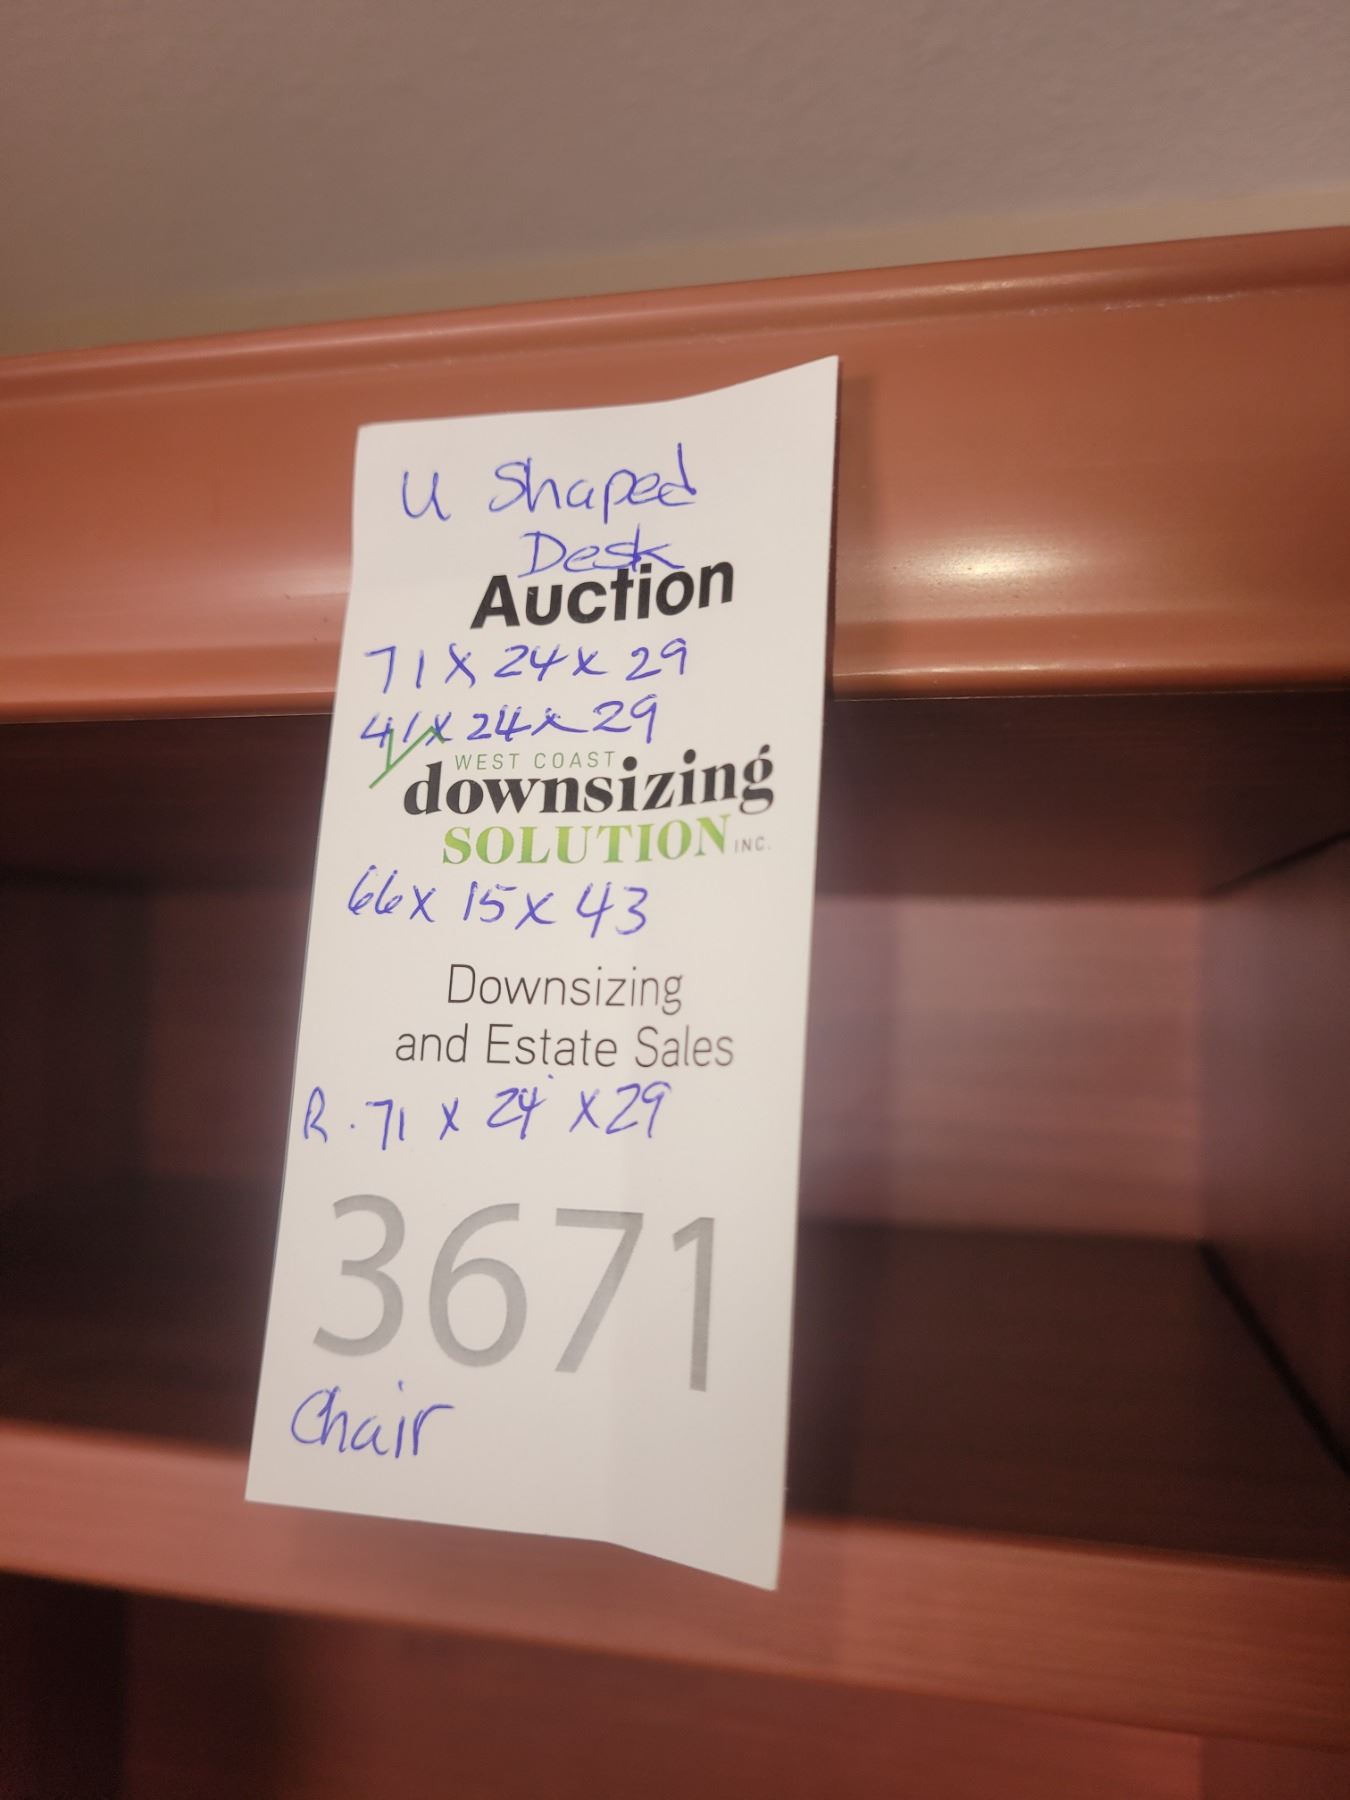 U Shaped
Desk
Auction
71 x 24 x 29
41 x 24 x 29
WEST COAST
downsizing
SOLUTION INC.
66 x 15 x 43
Downsizing
and Estate Sales
R. 71 x 24 x 29
3671
Chair